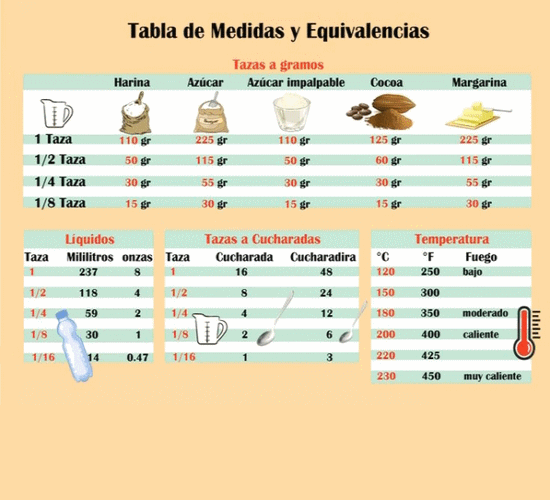 Tabla de Medidas y Equivalencias
Tazas a gramos
Harina Azúcar Azúcar impalpable Cocoa Margarina
1 Taza 110 gr 225 gr 110 gr 125 gr 225 gr
1/2 Taza 50 gr 115 gr 50 gr 60 gr 115 gr
1/4 Taza 30 gr 55 gr 30 gr 30 gr 55 gr
1/8 Taza 15 gr 30 gr 15 gr 15 gr 30 gr
Líquidos
Taza Mililitros onzas
1 237 8
1/2 118 4
1/4 59 2
1/8 30 1
1/16 14 0.47
Tazas a Cucharadas
Taza Cucharada Cucharadira
1 16 48
1/2 8 24
1/4 4 12
1/8 2 6
1/16 1 3
Temperatura
°C °F Fuego
120 250 bajo
150 300
180 350 moderado
200 400 caliente
220 425
230 450 muy caliente